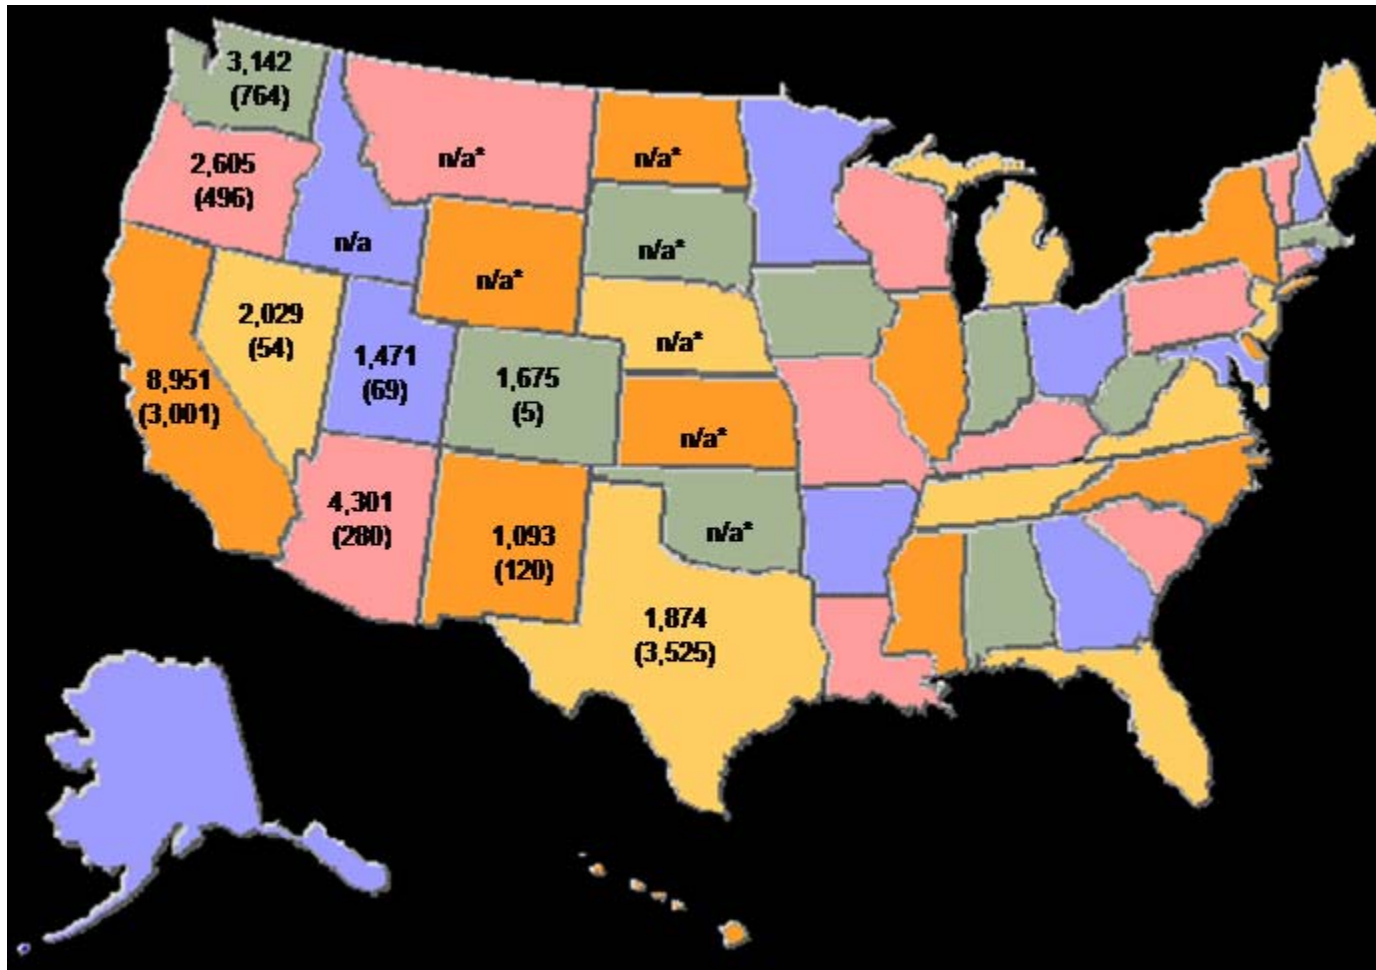 3,142
(764)
2,605
(496)
n/a*
n/a*
n/a
n/a*
n/a*
2,029
(54)
1,471
(69)
1,675
(5)
n/a*
8,951
(3,001)
n/a*
4,301
(280)
1,093
(120)
n/a*
1,874
(3,525)